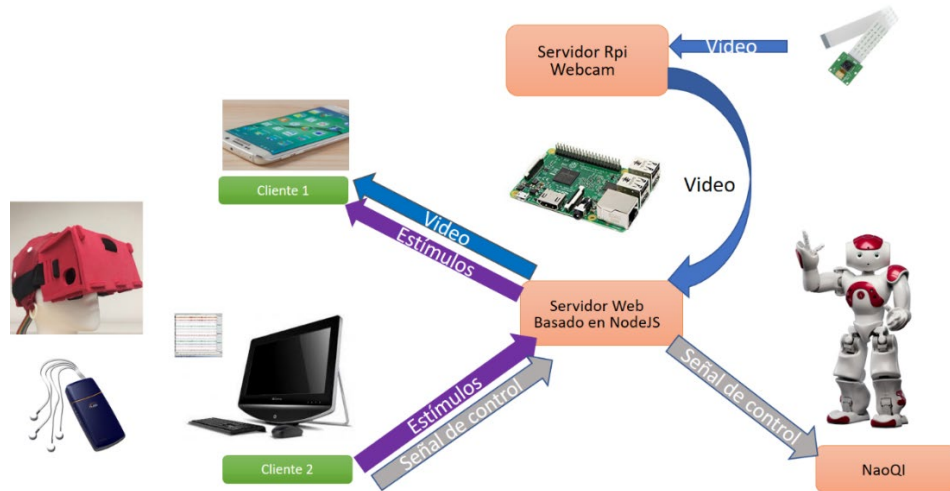 Servidor Rpi
Webcam
Video
Video
Cliente 1
Video
Estímulos
Servidor Web
Basado en NodeJS
Estímulos
Señal de control
Señal de control
Cliente 2
NaoQI